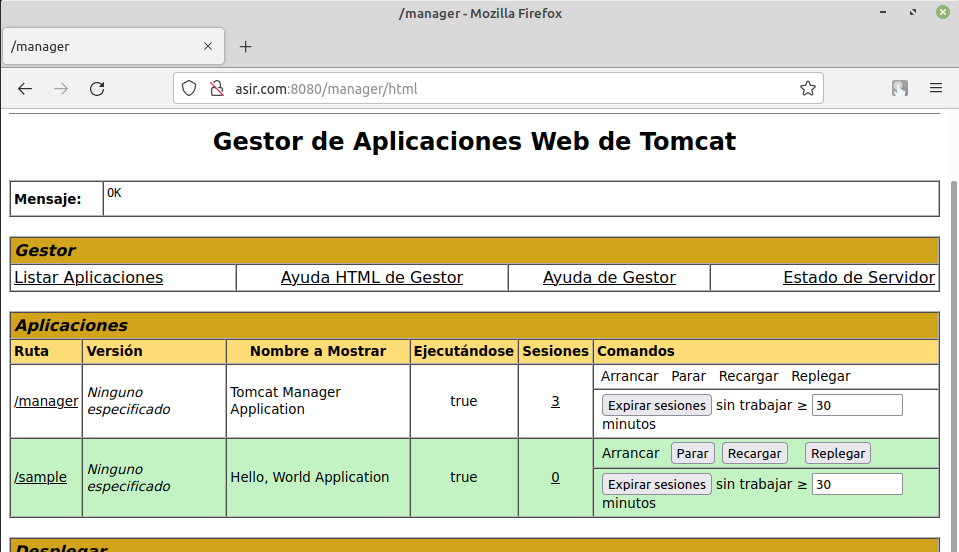 /manager - Mozilla Firefox
/manager
asir.com:8080/manager/html
Gestor de Aplicaciones Web de Tomcat
Mensaje: OK
Gestor
Listar Aplicaciones Ayuda HTML de Gestor Ayuda de Gestor Estado de Servidor
Aplicaciones
Ruta Versión Nombre a Mostrar Ejecutándose Sesiones Comandos
/manager
Ninguno
especificado
Tomcat Manager
Application
true
3
Arrancar Parar Recargar Replegar
Expirar sesiones sin trabajar ≥ 30
minutos
/sample
Ninguno
especificado
Hello, World Application
true
0
Arrancar Parar Recargar Replegar
Expirar sesiones sin trabajar ≥ 30
minutos
Desplegar